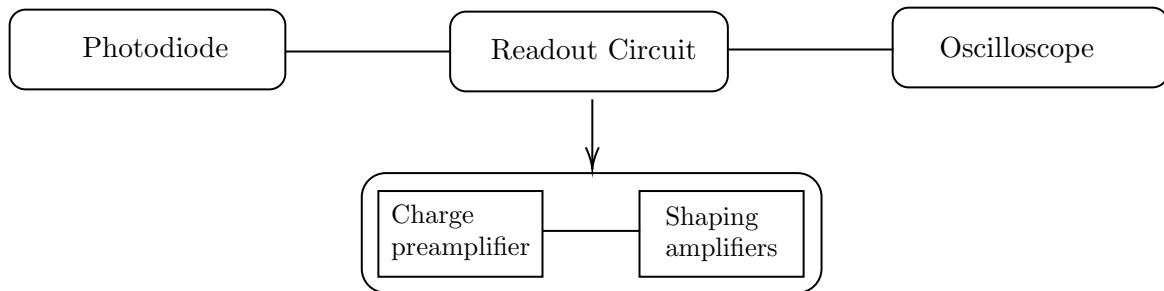 Photodiode
Readout Circuit
Oscilloscope
Charge
preamplifier
Shaping
amplifiers